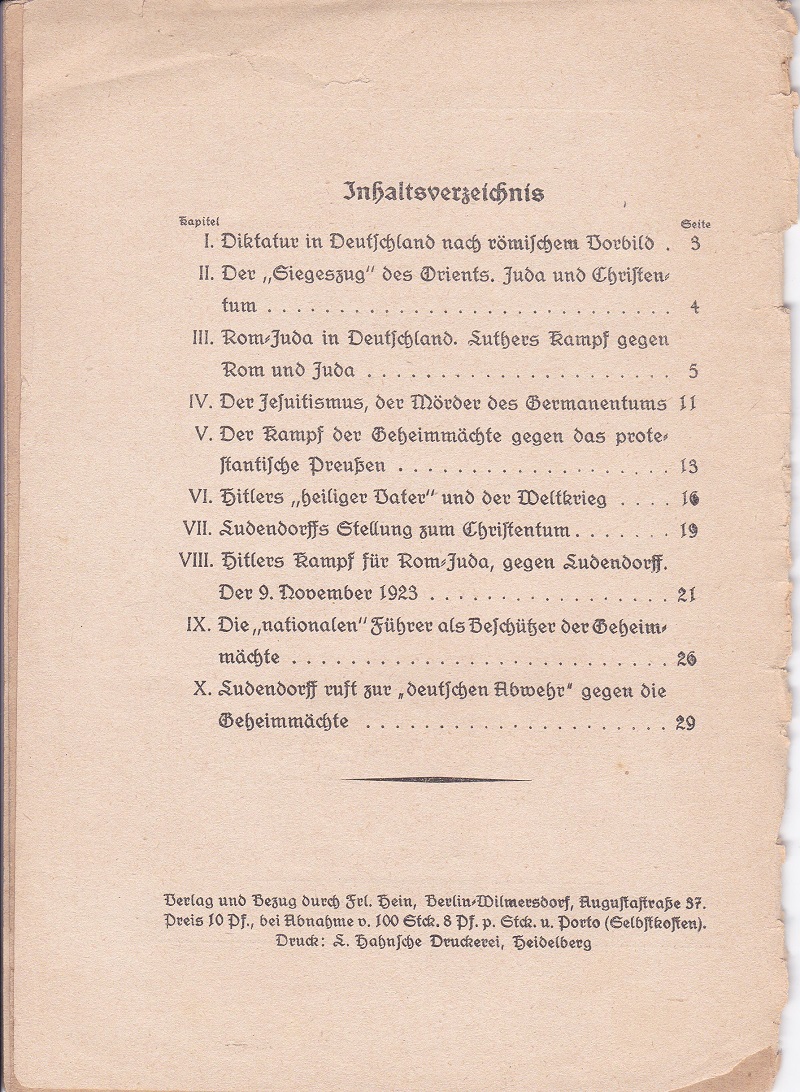 Inhaltsverzeichnis
Kapitel Seite
I. Diktatur in Deutschland nach römischem Vorbild . 3
II. Der „Siegeszug" des Orients. Juda und Christen-
tum . . . . . . . . . . . . . . . . . . . . . . . . . . . . 4
III. Rom-Juda in Deutschland. Luthers Kampf gegen
Rom und Juda . . . . . . . . . . . . . . . . . . . . . 5
IV. Der Jesuitismus, der Mörder des Germanentums 11
V. Der Kampf der Geheimmächte gegen das prote-
stantische Preußen . . . . . . . . . . . . . . . . . . . 13
VI. Hitlers „heiliger Vater" und der Weltkrieg . . . . 16
VII. Ludendorffs Stellung zum Christentum . . . . . . . 19
VIII. Hitlers Kampf für Rom-Juda, gegen Ludendorff.
Der 9. November 1923 . . . . . . . . . . . . . . . . . 21
IX. Die „nationalen" Führer als Beschützer der Geheim-
mächte . . . . . . . . . . . . . . . . . . . . . . . . . . 26
X. Ludendorff ruft zur „deutschen Abwehr" gegen die
Geheimmächte . . . . . . . . . . . . . . . . . . . . . 29
Verlag und Bezug durch Frl. Hein, Berlin-Wilmersdorf, Augustastraße 37.
Preis 10 Pf., bei Abnahme v. 100 Stck. 8 Pf. p. Stck. u. Porto (Selbstkosten).
Druck: L. Hahnsche Druckerei, Heidelberg